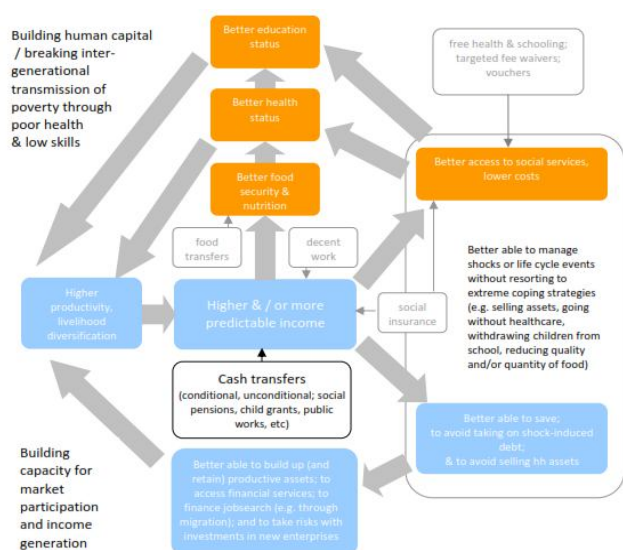 Building human capital
/ breaking inter-
generational
transmission of
poverty through
poor health
& low skills
Better education
status
Better health
status
Better food
security &
nutrition
free health & schooling;
targeted fee waivers;
vouchers
Better access to social services,
lower costs
food
transfers
decent
work
Higher
productivity,
livelihood
diversification
Higher & / or more
predictable income
social
insurance
Better able to manage
shocks or life cycle events
without resorting to
extreme coping strategies
(e.g. selling assets, going
without healthcare,
withdrawing children from
school, reducing quality
and/or quantity of food)
Cash transfers
(conditional, unconditional; social
pensions, child grants, public
works, etc)
Better able to save;
to avoid taking on shock-induced
debt;
& to avoid selling hh assets
Building
capacity for
market
participation
and income
generation
Better able to build up (and
retain) productive assets; to
access financial services; to
finance jobsearch (e.g. through
migration); and to take risks with
investments in new enterprises